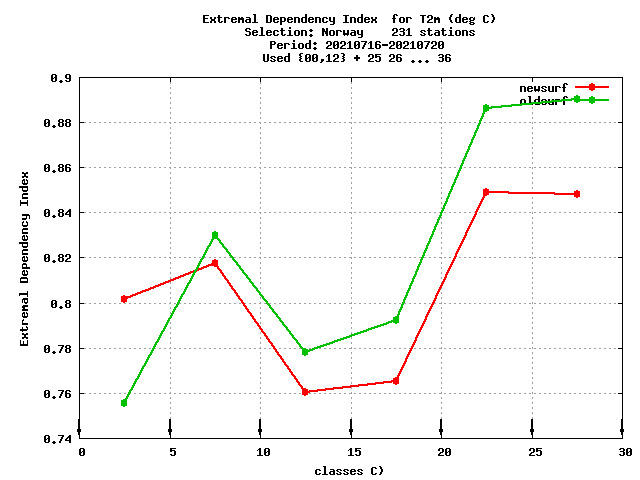 Extremal Dependency Index  for T2m (deg C)
Selection: Norway    231 stations
Period: 20210716-20210720
Used {00,12} + 25 26 ... 36
newsurf
oldsurf
0.9
0.88
0.86
0.84
0.82
0.8
0.78
0.76
0.74
Extremal Dependency Index
0 5 10 15 20 25 30
classes C)